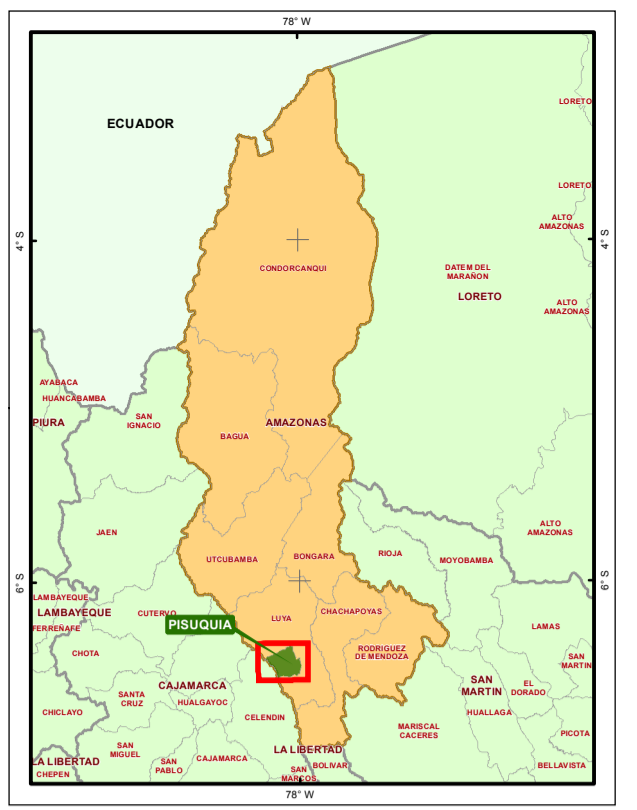 78° W
ECUADOR
LORETO
LORETO
ALTO
AMAZONAS
4° S
4° S
CONDORCANQUI
DATEM DEL
MARAÑON
LORETO
ALTO
AMAZONAS
AYABACA
HUANCABAMBA
PIURA
SAN
IGNACIO
AMAZONAS
BAGUA
JAEN
ALTO
AMAZONAS
UTCUBAMBA
BONGARA
RIOJA
MOYOBAMBA
6° S
6° S
LAMBAYEQUE
LAMBAYEQUE
FERREÑAFE
CUTERVO
PISUQUIA
LUYA
CHACHAPOYAS
LAMAS
CHOTA
RODRIGUEZ
DE MENDOZA
SAN
MARTIN
CAJAMARCA
SANTA
CRUZ
HUALGAYOC
SAN
MARTIN
EL
DORADO
CHICLAYO
CELENDIN
HUALLAGA
MARISCAL
CACERES
PICOTA
SAN
MIGUEL
LA LIBERTAD
LA LIBERTAD
CHEPEN
SAN
PABLO
CAJAMARCA
SAN
MARCOS
BOLIVAR
BELLAVISTA
78° W